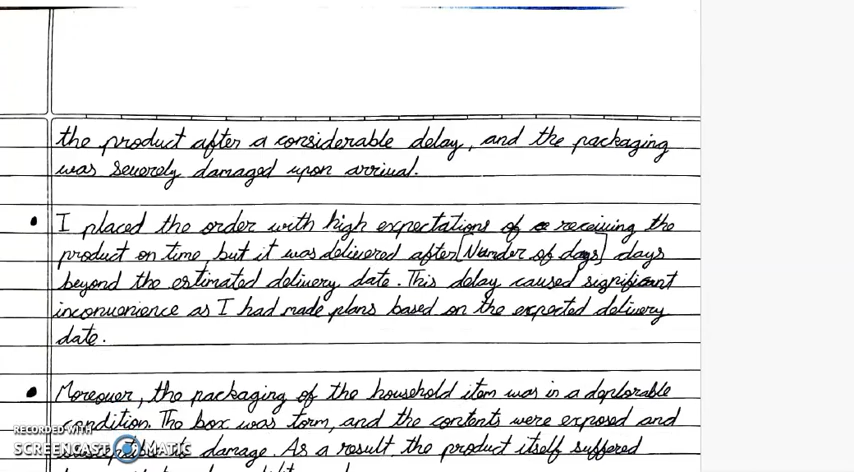 the product after a considerable delay, and the packaging
was severely damaged upon arrival.
• I placed the order with high expectations of receiving the
product on time, but it was delivered after [Number of days] days
beyond the estimated delivery date. This delay caused significant
inconvenience as I had made plans based on the expected delivery
date.
• Moreover, the packaging of the household item was in a deplorable
condition. The box was torn, and the contents were exposed and
damage. As a result the product itself suffered
RECORDED WITH
SCREENCAST MATIC